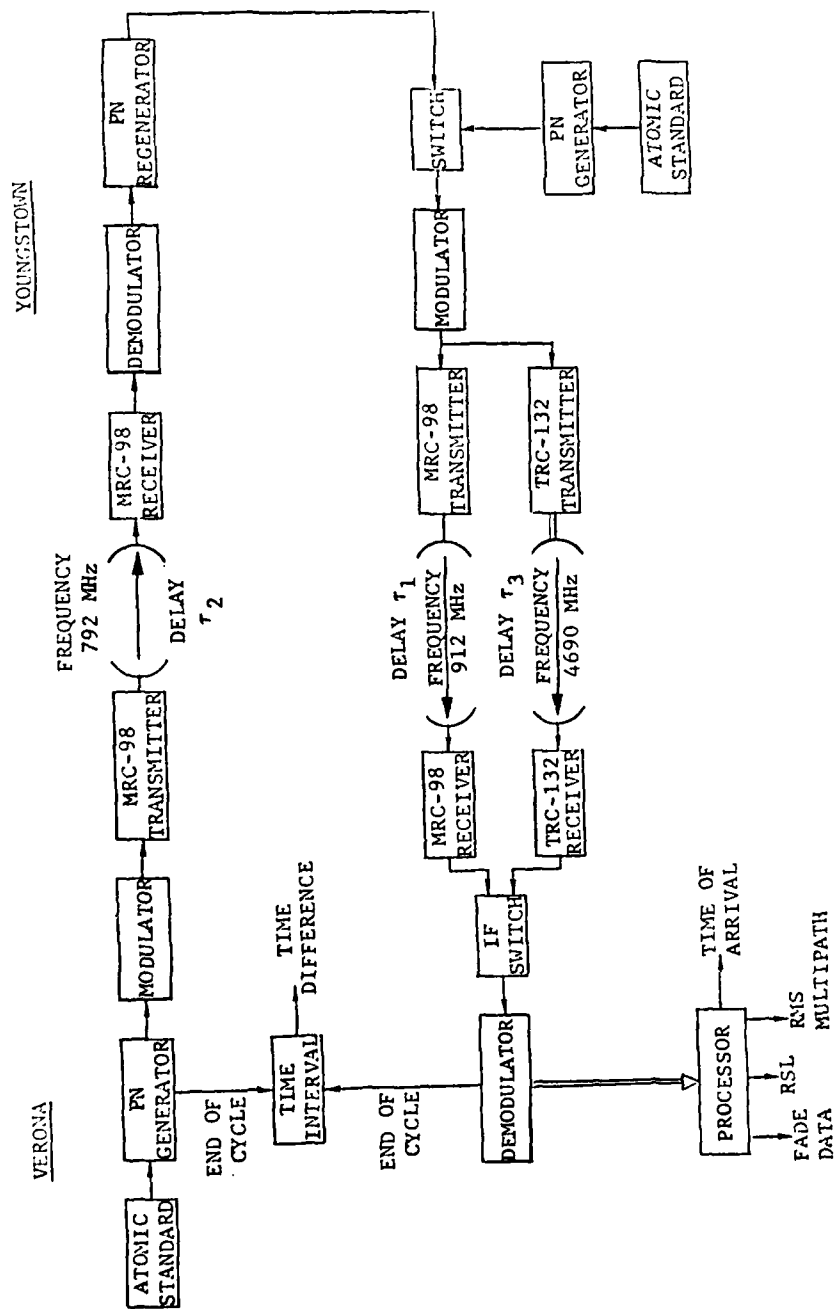 VERONA
YOUNGSTOWN
ATOMIC
STANDARD
PN
GENERATOR
MODULATOR
MRC-98
TRANSMITTER
FREQUENCY
792 MHz
DELAY
τ2
MRC-98
RECEIVER
DEMODULATOR
PN
REGENERATOR
END OF
CYCLE
TIME
INTERVAL
TIME
DIFFERENCE
END OF
CYCLE
SWITCH
PN
GENERATOR
ATOMIC
STANDARD
MODULATOR
MRC-98
TRANSMITTER
TRC-132
TRANSMITTER
DELAY τ1
FREQUENCY
912 MHz
DELAY τ3
FREQUENCY
4690 MHz
MRC-98
RECEIVER
TRC-132
RECEIVER
IF
SWITCH
DEMODULATOR
PROCESSOR
TIME OF
ARRIVAL
FADE
DATA
RSL
RMS
MULTIPATH